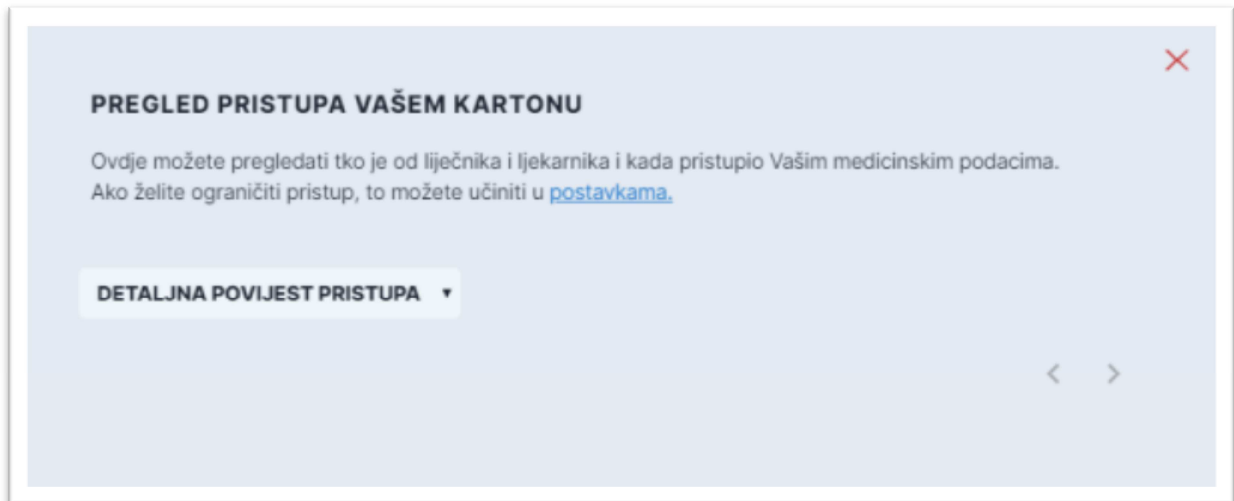 PREGLED PRISTUPA VAŠEM KARTONU
Ovdje možete pregledati tko je od liječnika i ljekarnika i kada pristupio Vašim medicinskim podacima.
Ako želite ograničiti pristup, to možete učiniti u postavkama.
DETALJNA POVIJEST PRISTUPA